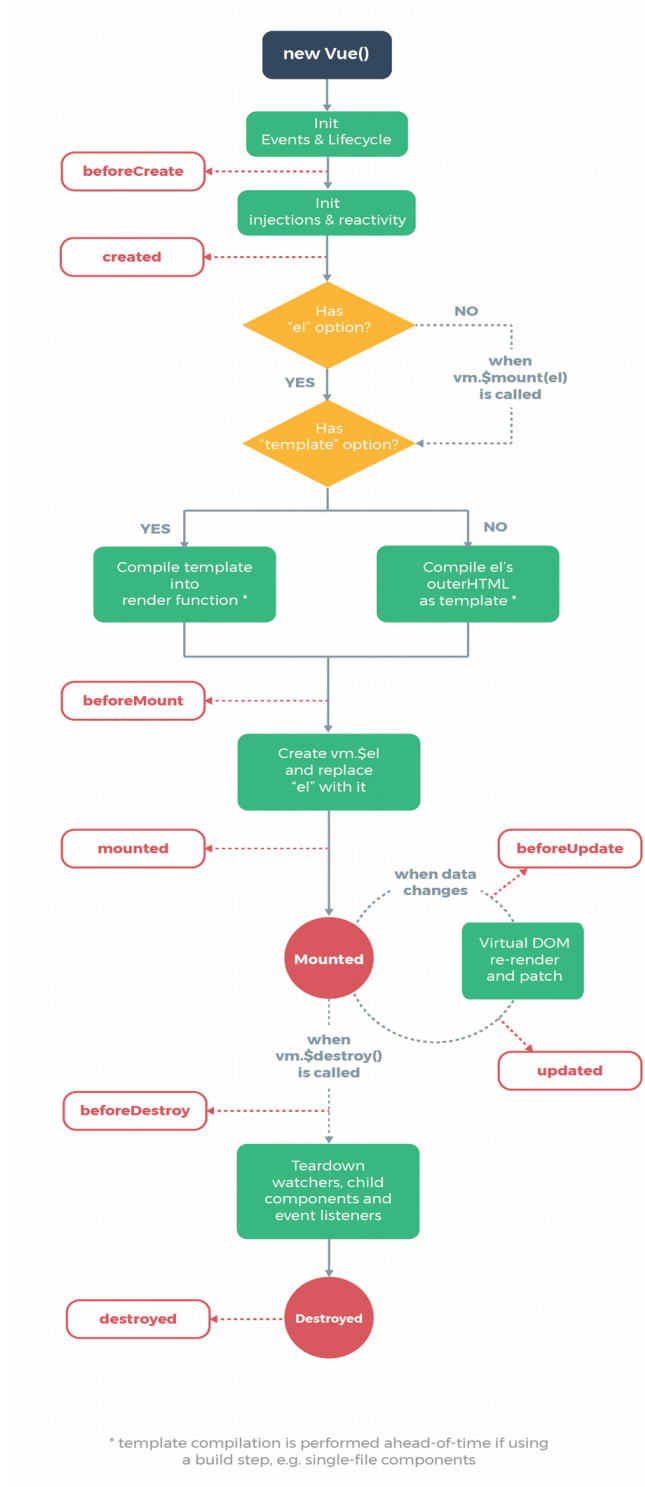 new Vue()
Init
Events & Lifecycle
beforeCreate
Init
injections & reactivity
created
Has
“el” option?
NO
when
vm.$mount(el)
is called
YES
Has
“template” option?
YES
NO
Compile template
into
render function *
Compile el’s
outerHTML
as template *
beforeMount
Create vm.$el
and replace
“el” with it
mounted
beforeUpdate
when data
changes
Mounted
Virtual DOM
re-render
and patch
when
vm.$destroy()
is called
updated
beforeDestroy
Teardown
watchers, child
components and
event listeners
destroyed
Destroyed
* template compilation is performed ahead-of-time if using
a build step, e.g. single-file components